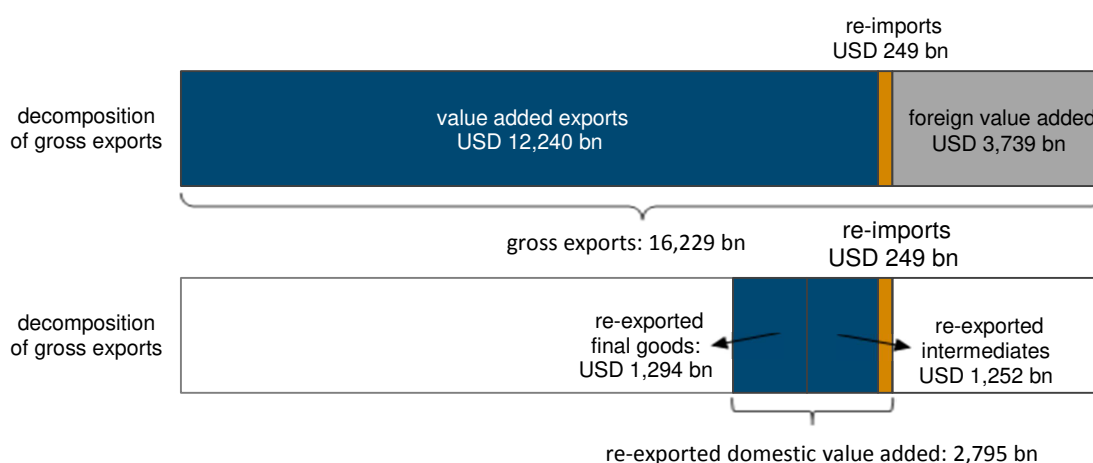 re-imports
USD 249 bn
decomposition
of gross exports
value added exports
USD 12,240 bn
foreign value added
USD 3,739 bn
gross exports: 16,229 bn
re-imports
USD 249 bn
decomposition
of gross exports
re-exported
final goods:
USD 1,294 bn
re-exported
intermediates
USD 1,252 bn
re-exported domestic value added: 2,795 bn